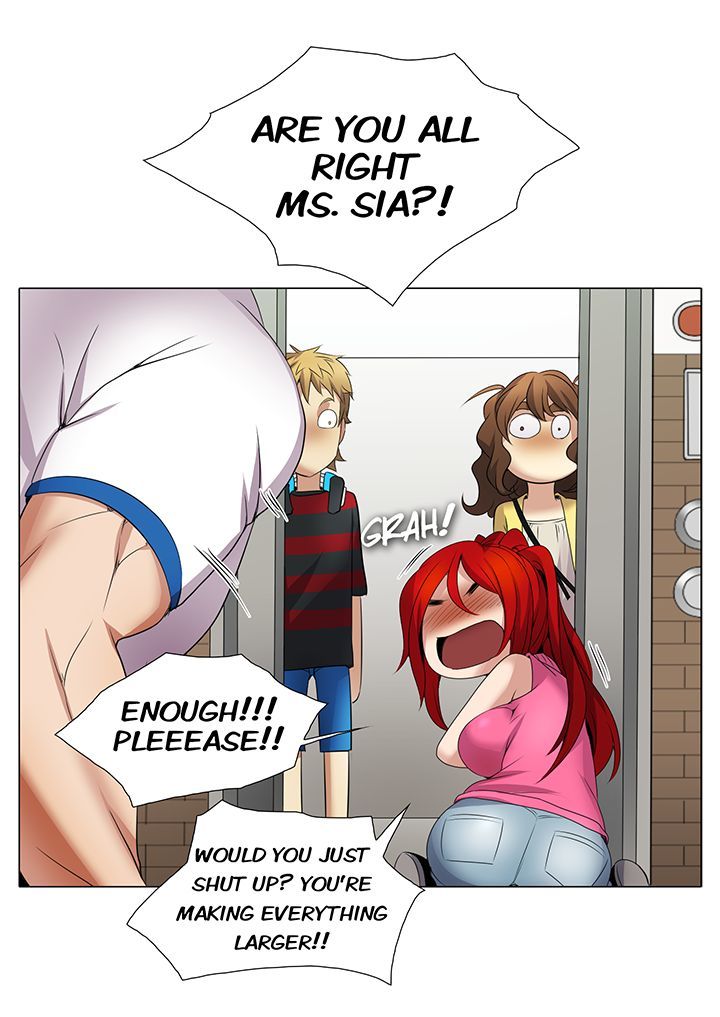 ARE YOU ALL
RIGHT
MS. SIA?!
GRAH!
ENOUGH!!!
PLEEEASE!!
WOULD YOU JUST
SHUT UP? YOU'RE
MAKING EVERYTHING
LARGER!!